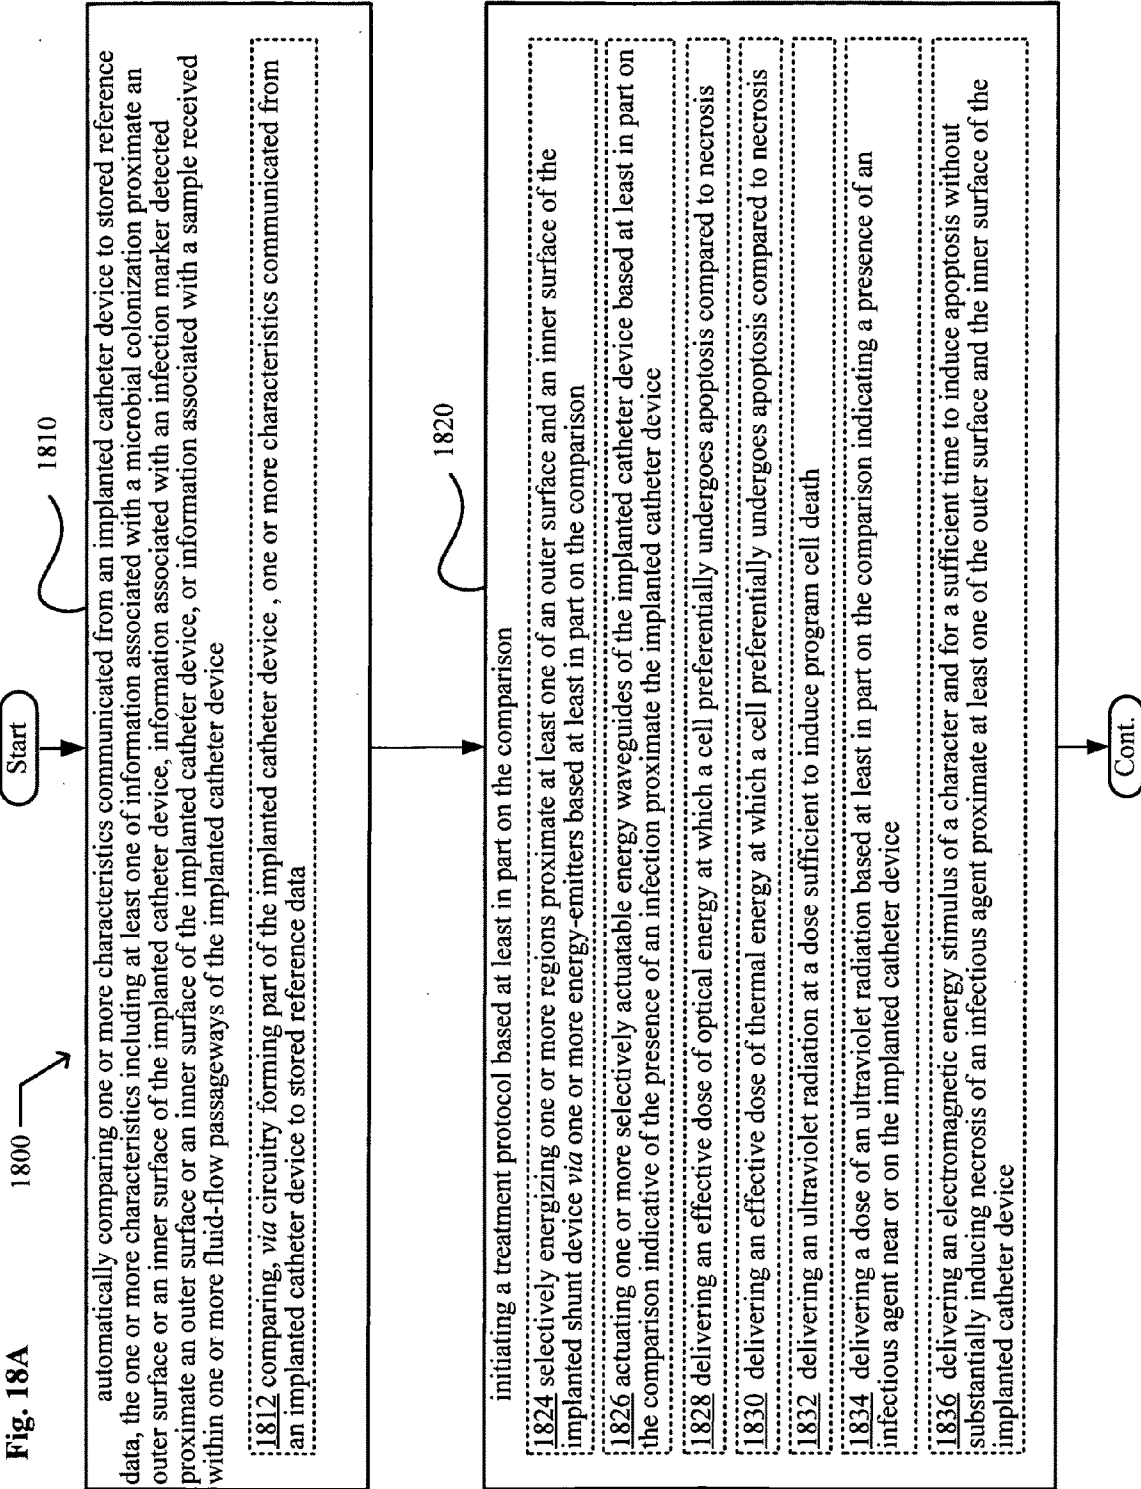 Fig. 18A
1800
Start
1810
automatically comparing one or more characteristics communicated from an implanted catheter device to stored reference
data, the one or more characteristics including at least one of information associated with a microbial colonization proximate an
outer surface or an inner surface of the implanted catheter device, information associated with an infection marker detected
proximate an outer surface or an inner surface of the implanted catheter device, or information associated with a sample received
within one or more fluid-flow passageways of the implanted catheter device
1812 comparing, via circuitry forming part of the implanted catheter device , one or more characteristics communicated from
an implanted catheter device to stored reference data
1820
initiating a treatment protocol based at least in part on the comparison
1824 selectively energizing one or more regions proximate at least one of an outer surface and an inner surface of the
implanted shunt device via one or more energy-emitters based at least in part on the comparison
1826 actuating one or more selectively actuatable energy waveguides of the implanted catheter device based at least in part on
the comparison indicative of the presence of an infection proximate the implanted catheter device
1828 delivering an effective dose of optical energy at which a cell preferentially undergoes apoptosis compared to necrosis
1830 delivering an effective dose of thermal energy at which a cell preferentially undergoes apoptosis compared to necrosis
1832 delivering an ultraviolet radiation at a dose sufficient to induce program cell death
1834 delivering a dose of an ultraviolet radiation based at least in part on the comparison indicating a presence of an
infectious agent near or on the implanted catheter device
1836 delivering an electromagnetic energy stimulus of a character and for a sufficient time to induce apoptosis without
substantially inducing necrosis of an infectious agent proximate at least one of the outer surface and the inner surface of the
implanted catheter device
Cont.